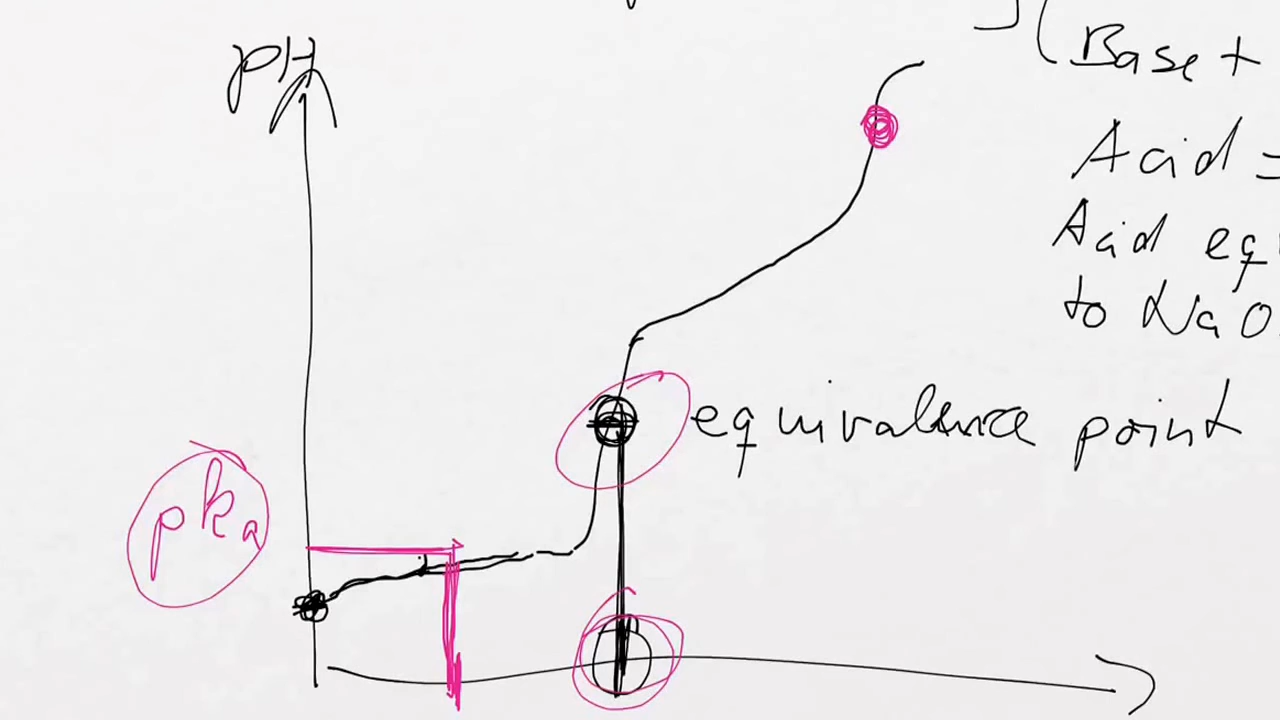 pH
Base +
Acid =
Acid eq
to NaO
equivalence point
pka